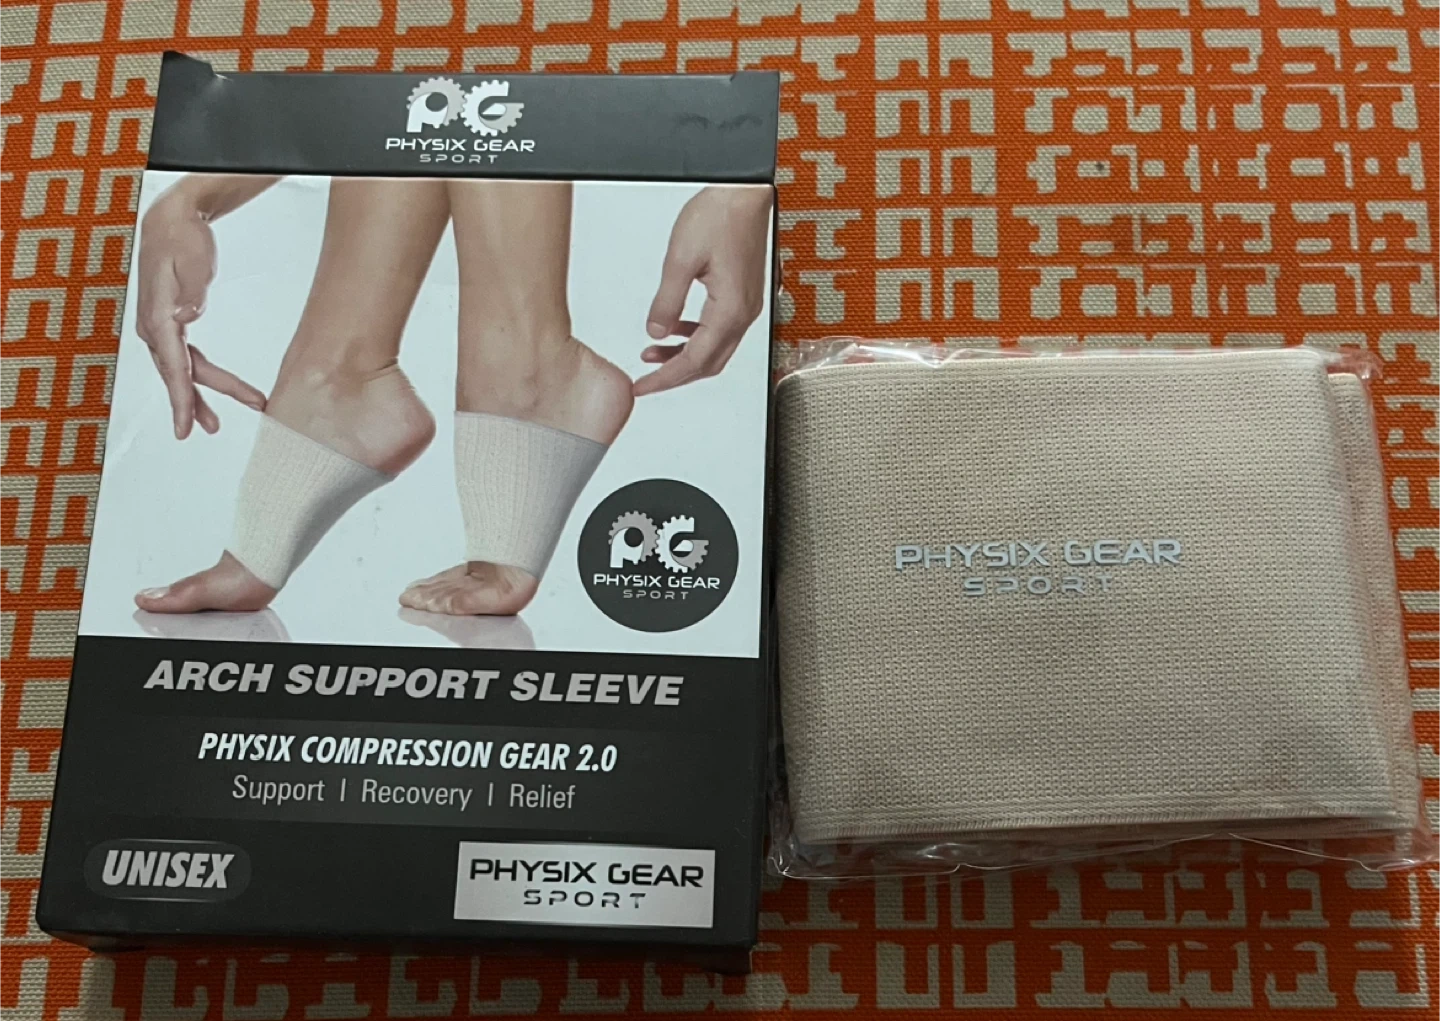 PG
PHYSIX GEAR
SPORT
PG
PHYSIX GEAR
SPORT
ARCH SUPPORT SLEEVE
PHYSIX COMPRESSION GEAR 2.0
Support | Recovery | Relief
UNISEX
PHYSIX GEAR
SPORT
PHYSIX GEAR
SPORT